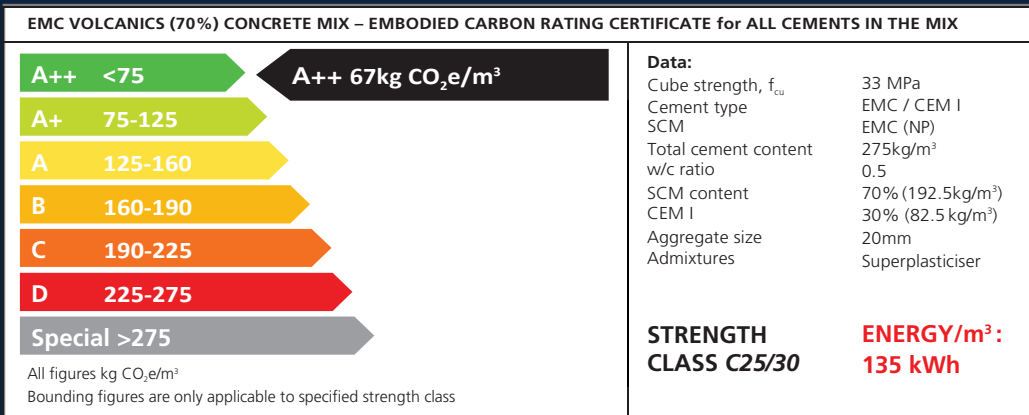 EMC VOLCANICS (70%) CONCRETE MIX – EMBODIED CARBON RATING CERTIFICATE for ALL CEMENTS IN THE MIX
A++ <75
A++ 67kg CO₂e/m³
A+ 75-125
A 125-160
B 160-190
C 190-225
D 225-275
Special >275
All figures kg CO₂e/m³
Bounding figures are only applicable to specified strength class
Data:
Cube strength, fcu 33 MPa
Cement type EMC / CEM I
SCM EMC (NP)
Total cement content 275kg/m³
w/c ratio 0.5
SCM content 70% (192.5kg/m³)
CEM I 30% (82.5 kg/m³)
Aggregate size 20mm
Admixtures Superplasticiser
STRENGTH
CLASS C25/30
ENERGY/m³ :
135 kWh